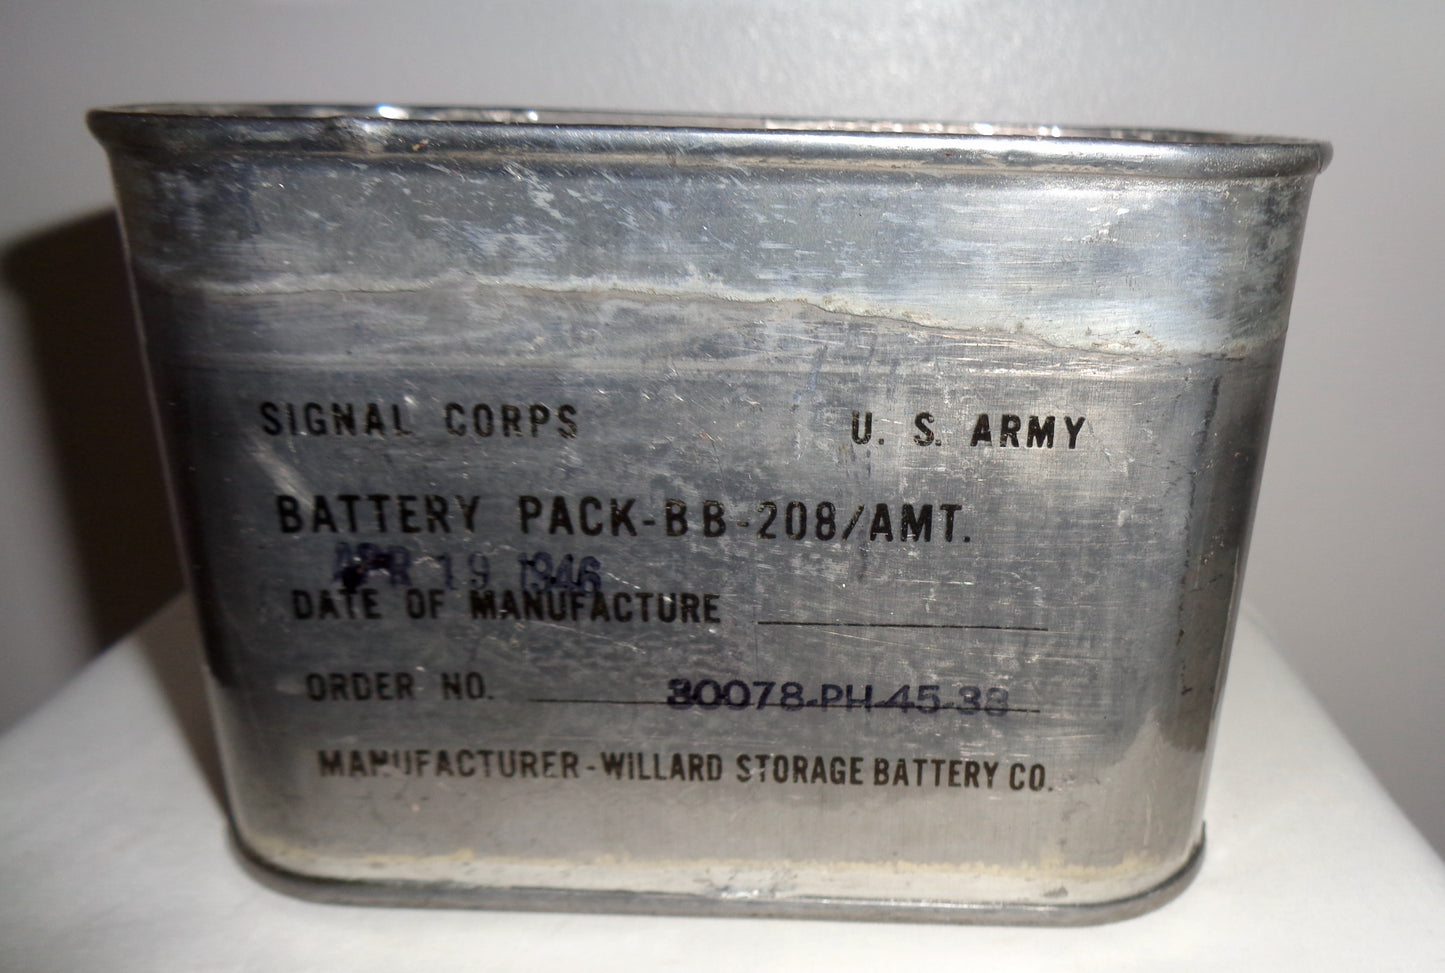 SIGNAL CORPS U. S. ARMY
BATTERY PACK-BB-208/AMT.
APR 19 1946
DATE OF MANUFACTURE
ORDER NO. 30078-PH-45-38
MANUFACTURER-WILLARD STORAGE BATTERY CO.